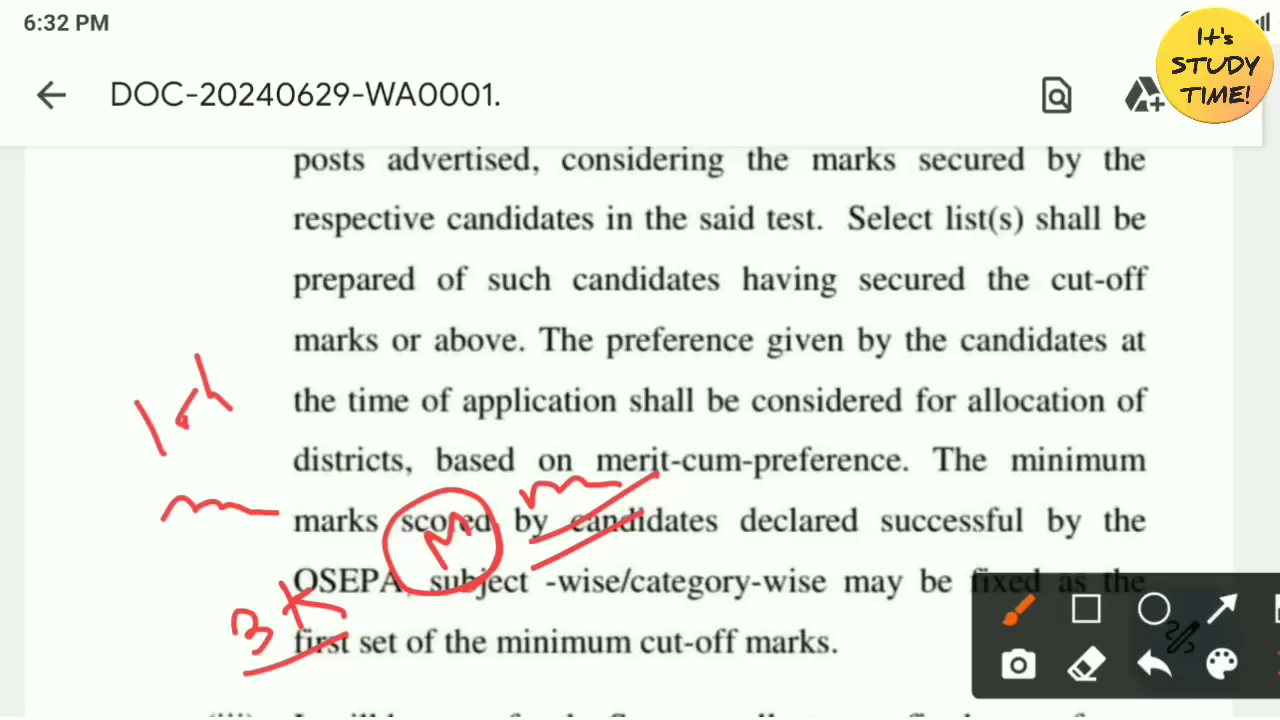 6:32 PM
It's
STUDY
TIME!
DOC-20240629-WA0001.
posts advertised, considering the marks secured by the
respective candidates in the said test. Select list(s) shall be
prepared of such candidates having secured the cut-off
marks or above. The preference given by the candidates at
the time of application shall be considered for allocation of
districts, based on merit-cum-preference. The minimum
marks scored by candidates declared successful by the
OSEPA, subject -wise/category-wise may be fixed as the
first set of the minimum cut-off marks.
M
3K